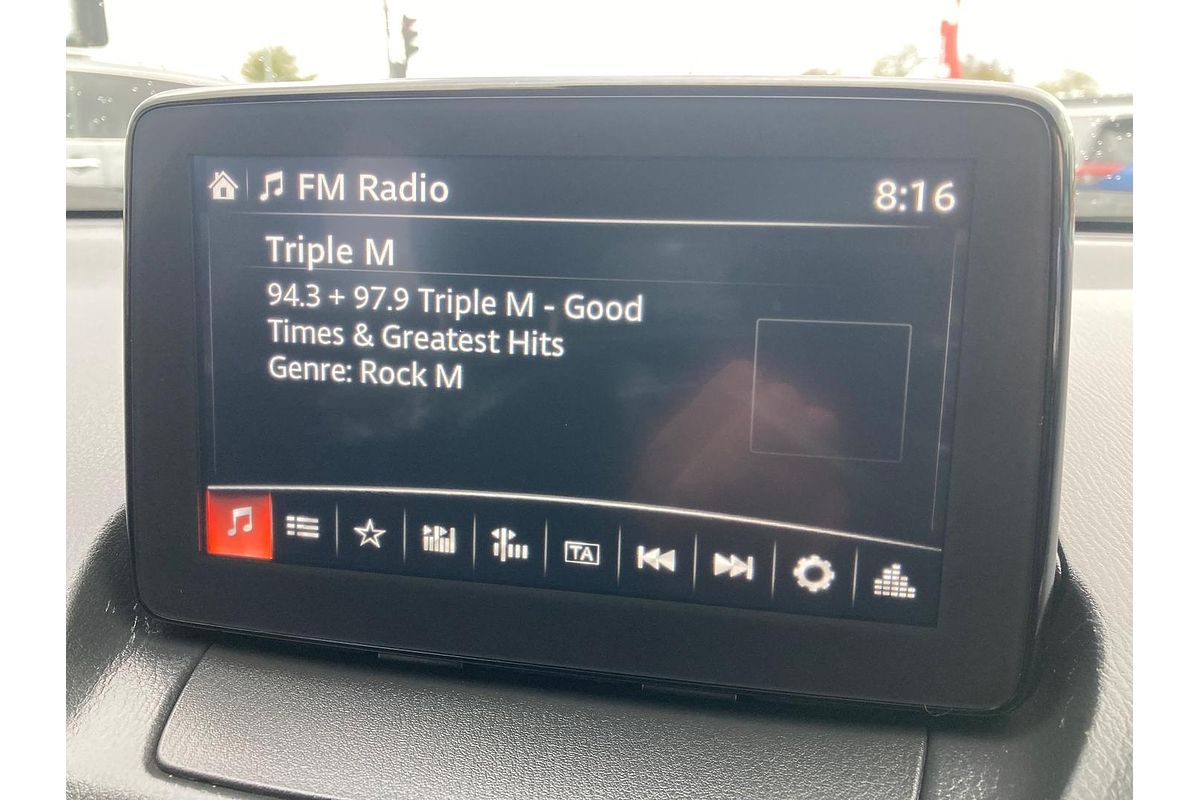 FM Radio
8:16
Triple M
94.3 + 97.9 Triple M - Good
Times & Greatest Hits
Genre: Rock M
TA